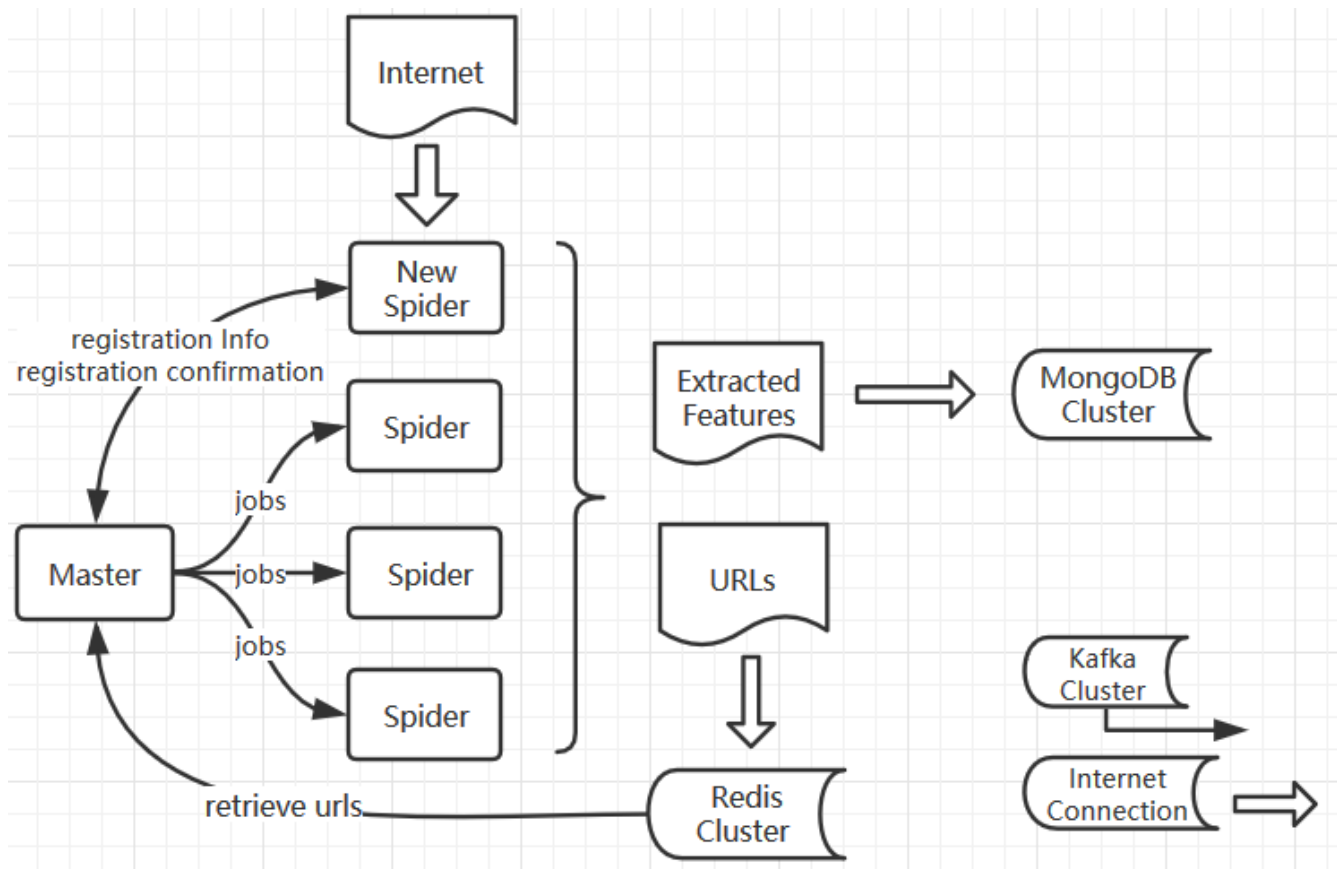 Internet
New
Spider
registration Info
registration confirmation
Spider
jobs
Master
jobs
Spider
jobs
Spider
retrieve urls
Extracted
Features
MongoDB
Cluster
URLs
Redis
Cluster
Kafka
Cluster
Internet
Connection